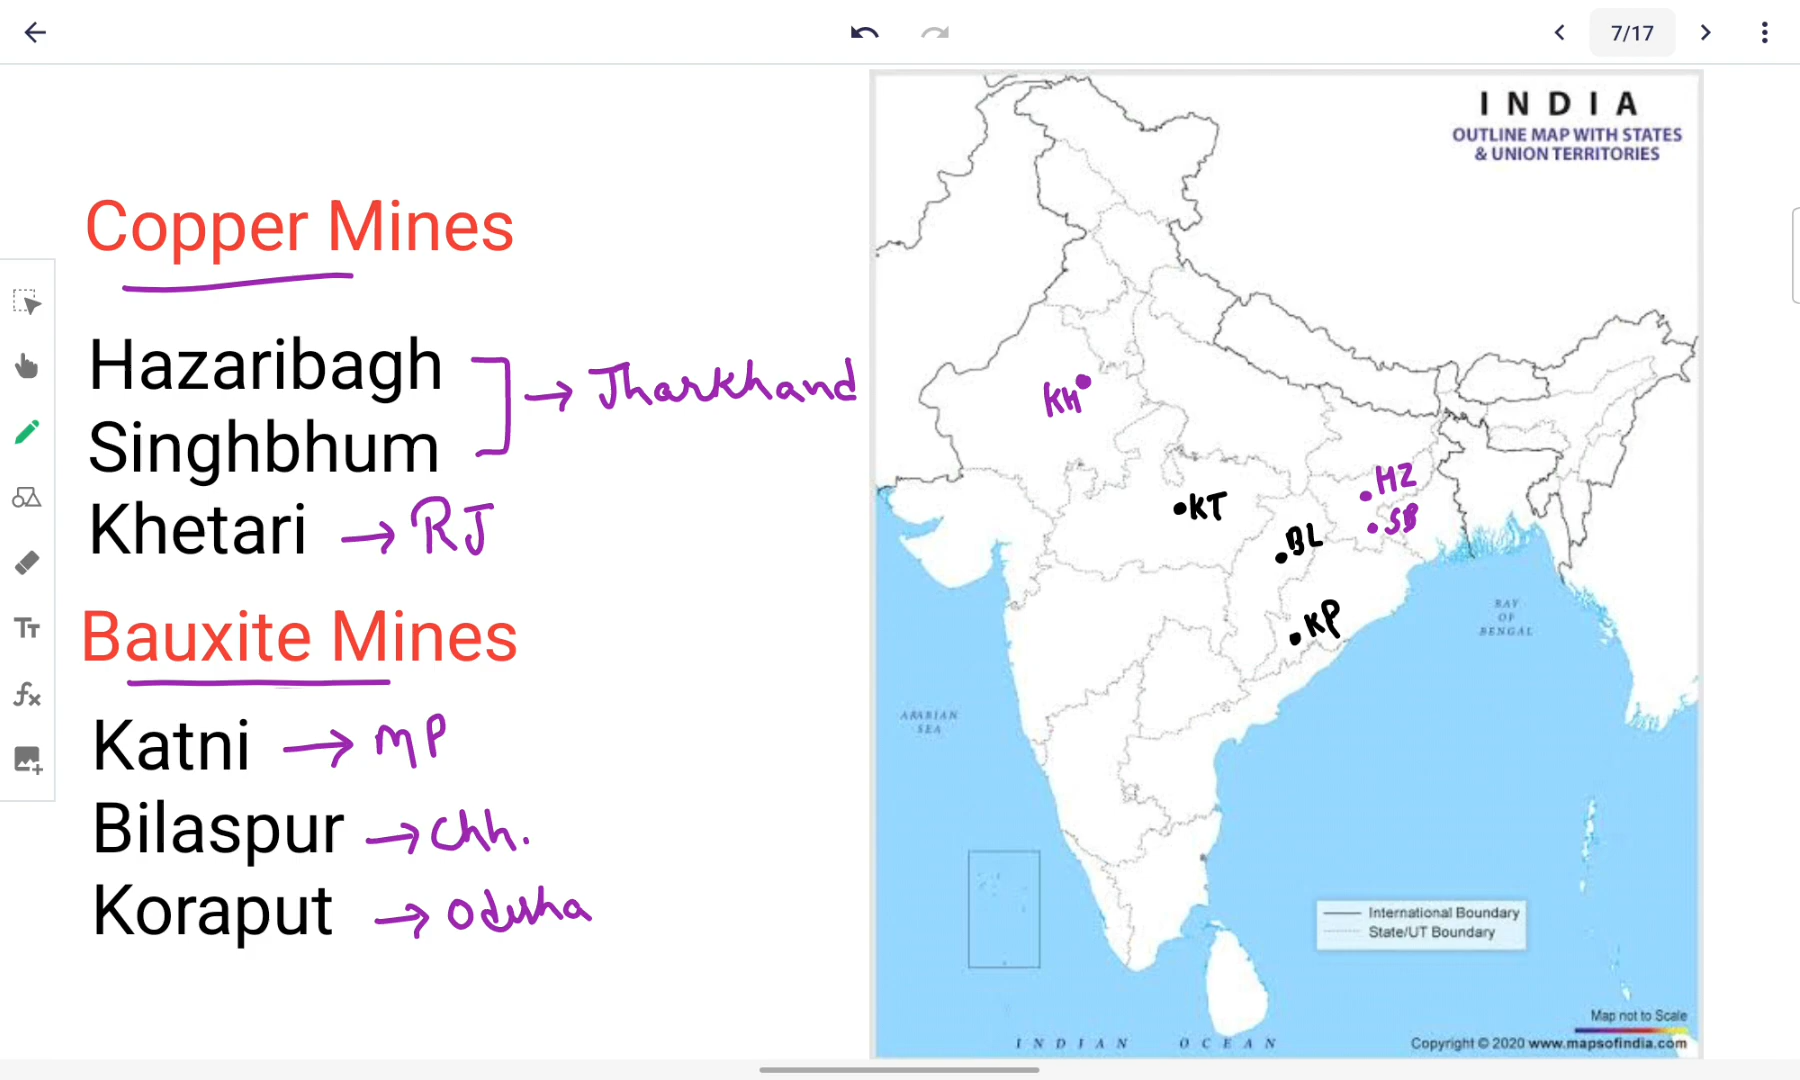 7/17
Copper Mines
Hazaribagh
Singhbhum
→ Jharkhand
Khetari → RJ
Bauxite Mines
Katni → MP
Bilaspur → Chh.
Koraput → Odisha
Tт
fx
INDIA
OUTLINE MAP WITH STATES
& UNION TERRITORIES
KH
HZ
SB
KT
BL
KP
BAY
OF
BENGAL
ARABIAN
SEA
International Boundary
State/UT Boundary
INDIAN OCEAN
Map not to Scale
Copyright © 2020 www.mapsofindia.com